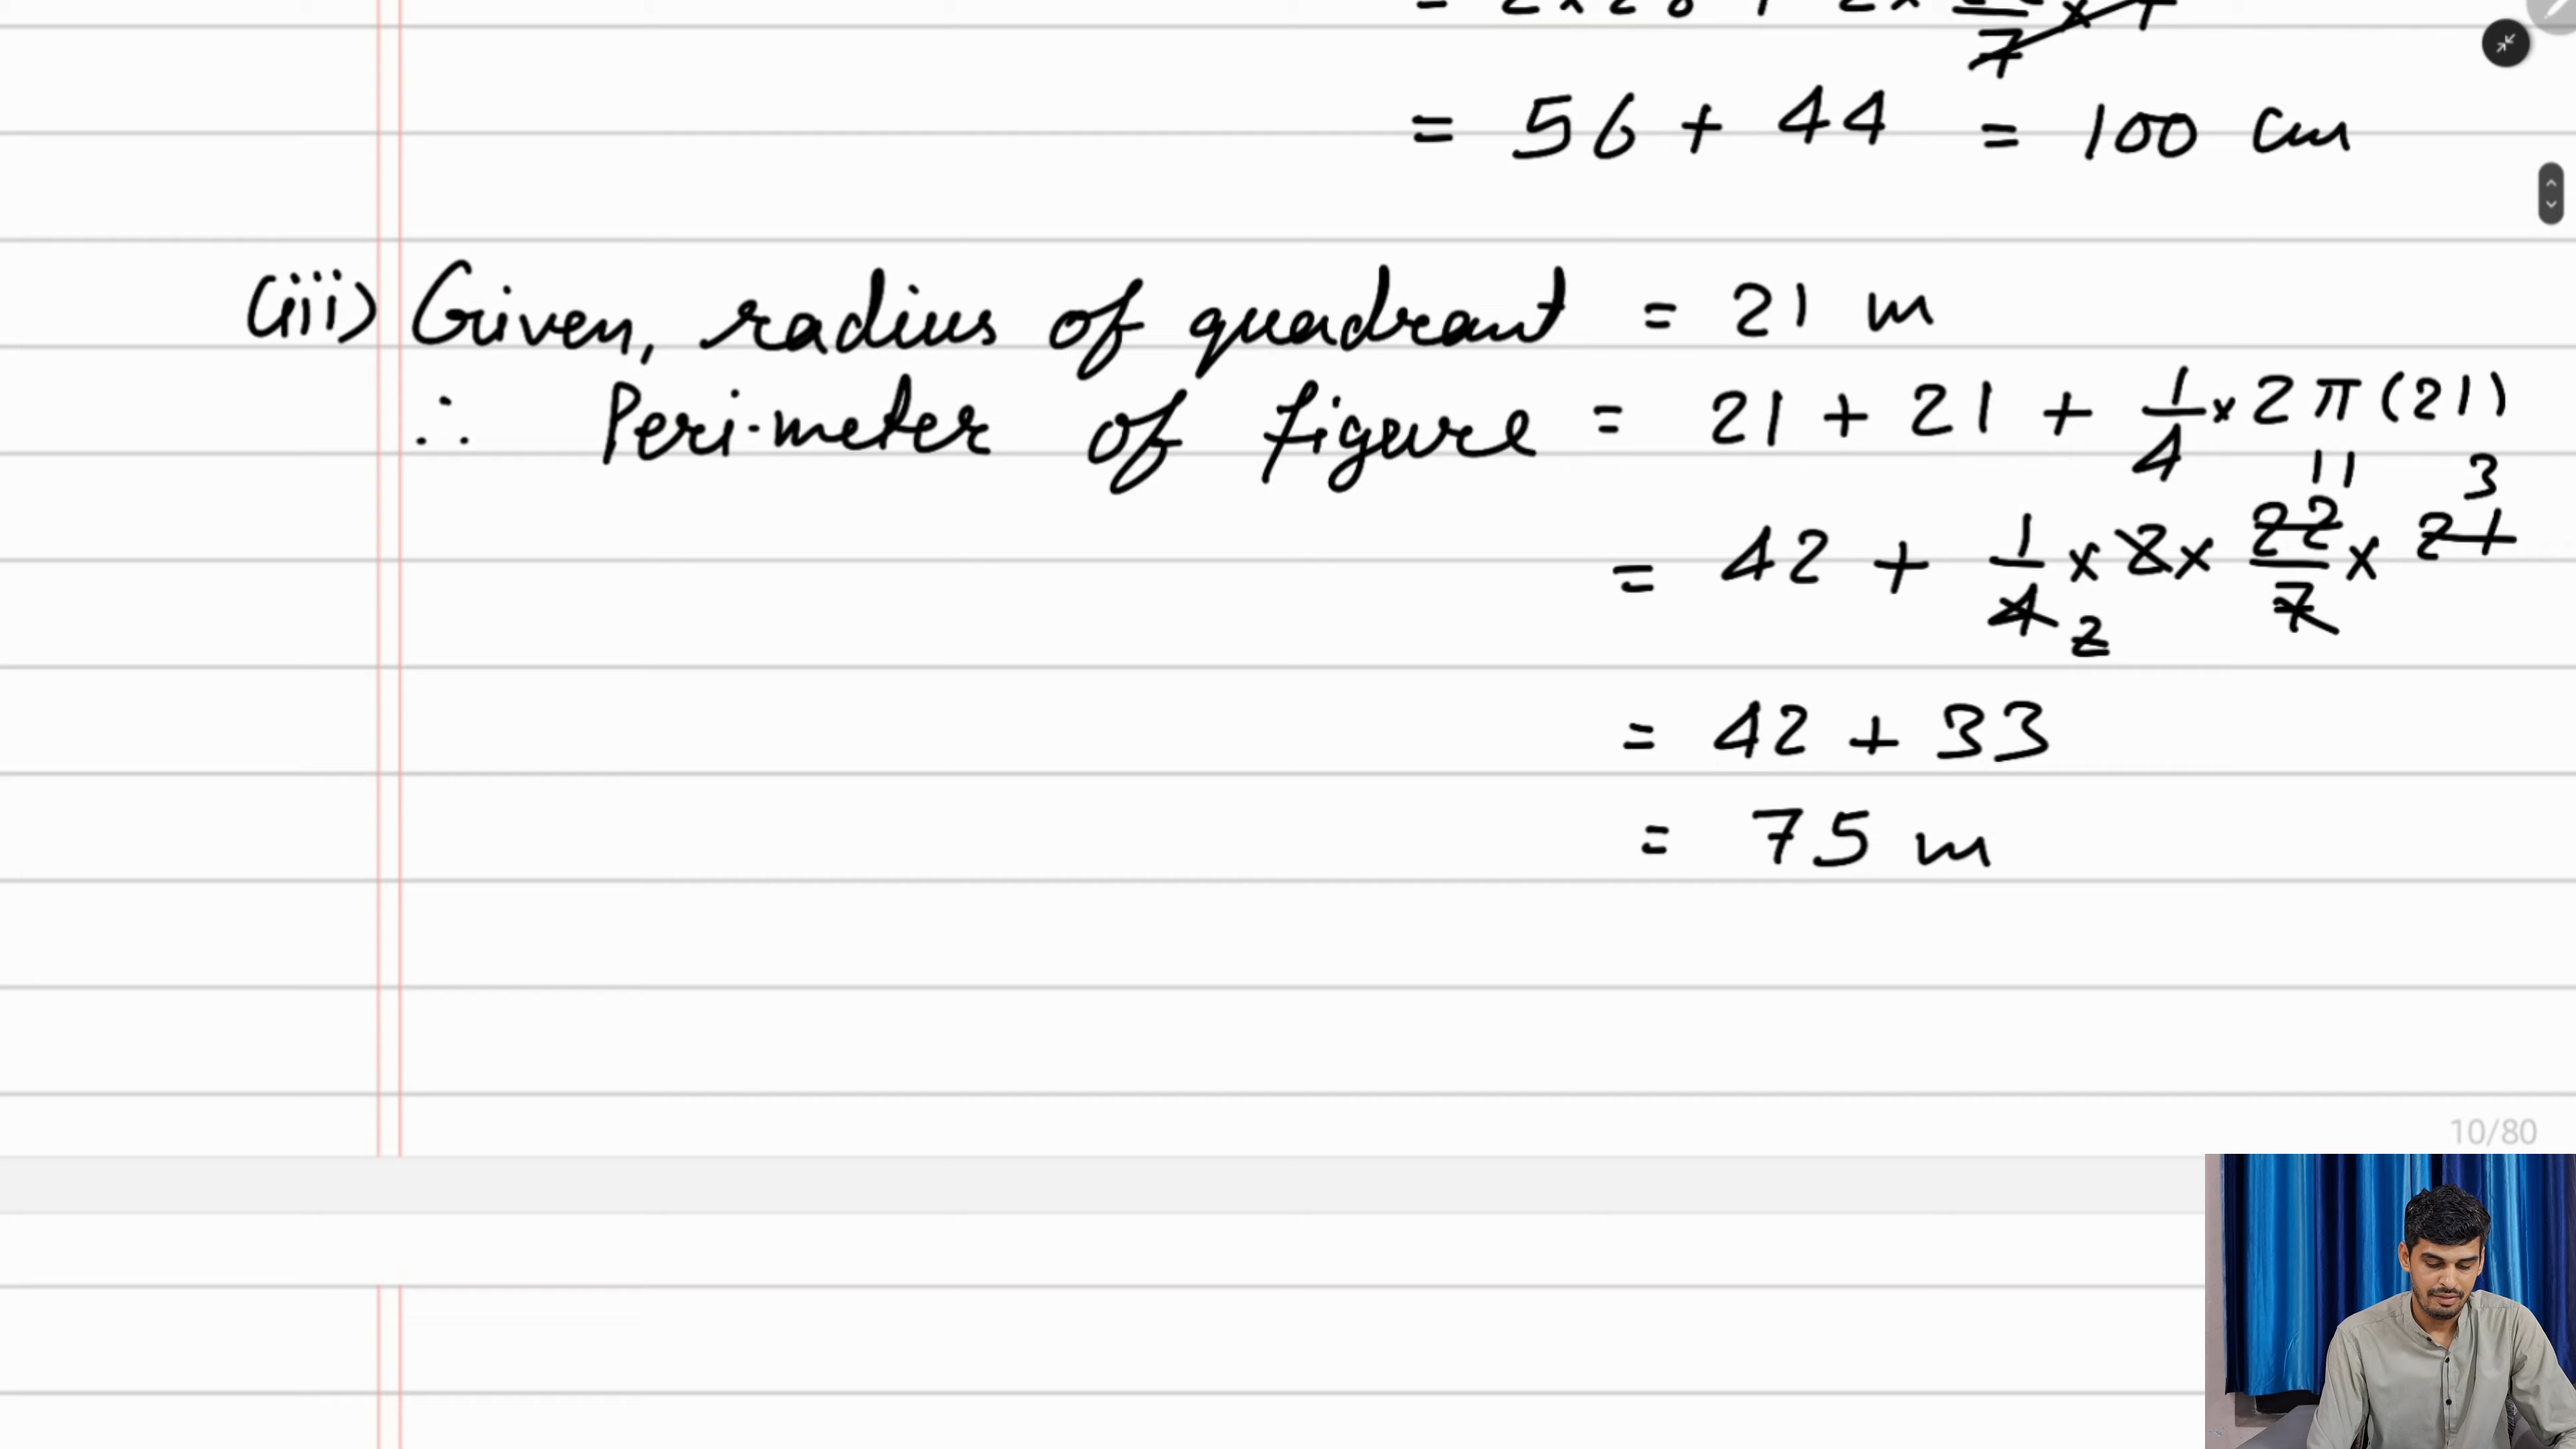 = 56 + 44 = 100 cm
(iii) Given, radius of quadrant = 21 m
∴ Perimeter of figure = 21 + 21 + 1/4 × 2π(21)
11 3
= 42 + 1/4 × 2 × 22/7 × 21
2
= 42 + 33
= 75 m
10/80